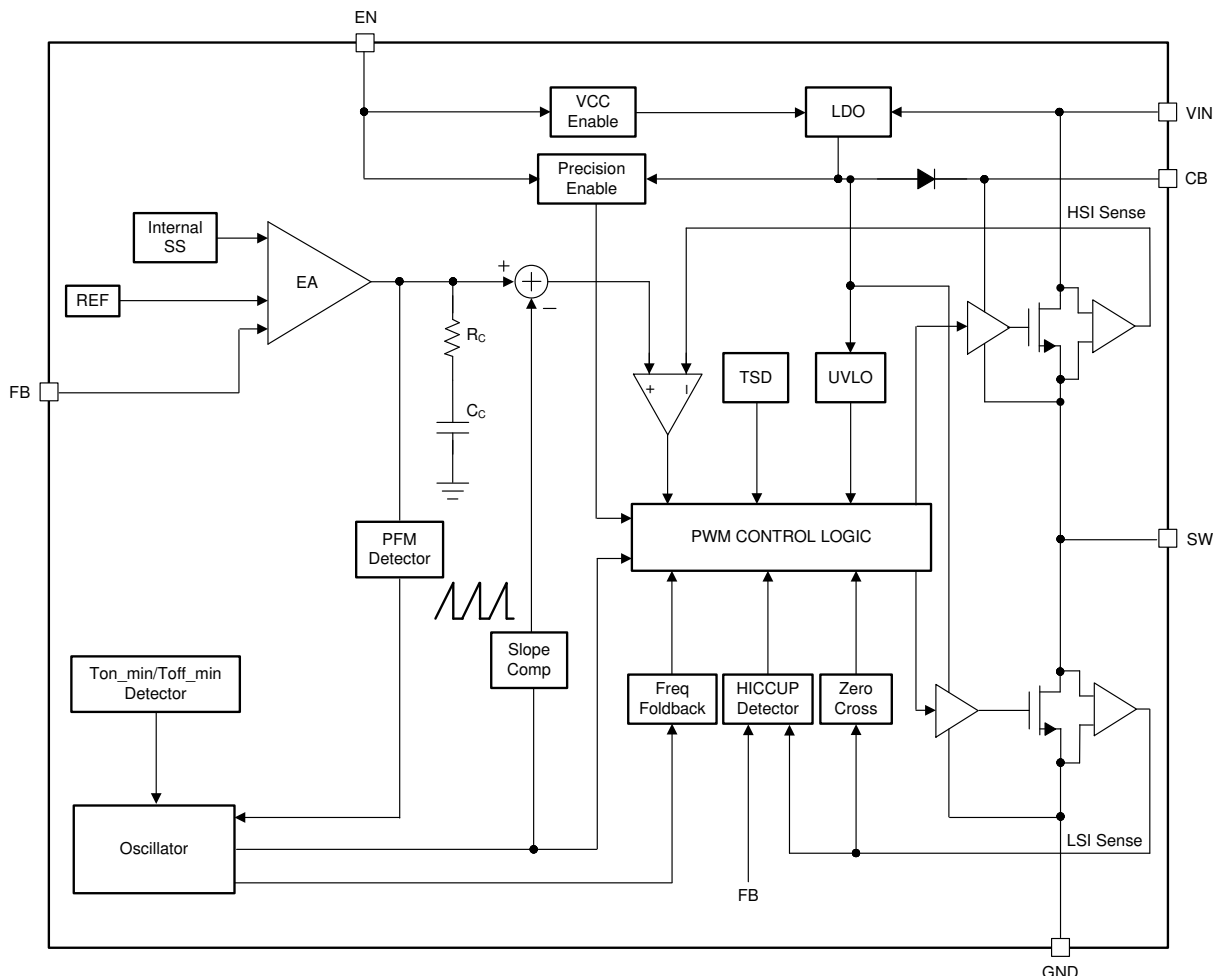 EN
VCC
Enable
LDO
VIN
Precision
Enable
CB
HSI Sense
Internal
SS
EA
+
+
REF
–
RC
FB
+
–
TSD
UVLO
CC
PWM CONTROL LOGIC
SW
PFM
Detector
Slope
Comp
Ton_min/Toff_min
Detector
Freq
Foldback
HICCUP
Detector
Zero
Cross
Oscillator
LSI Sense
FB
GND